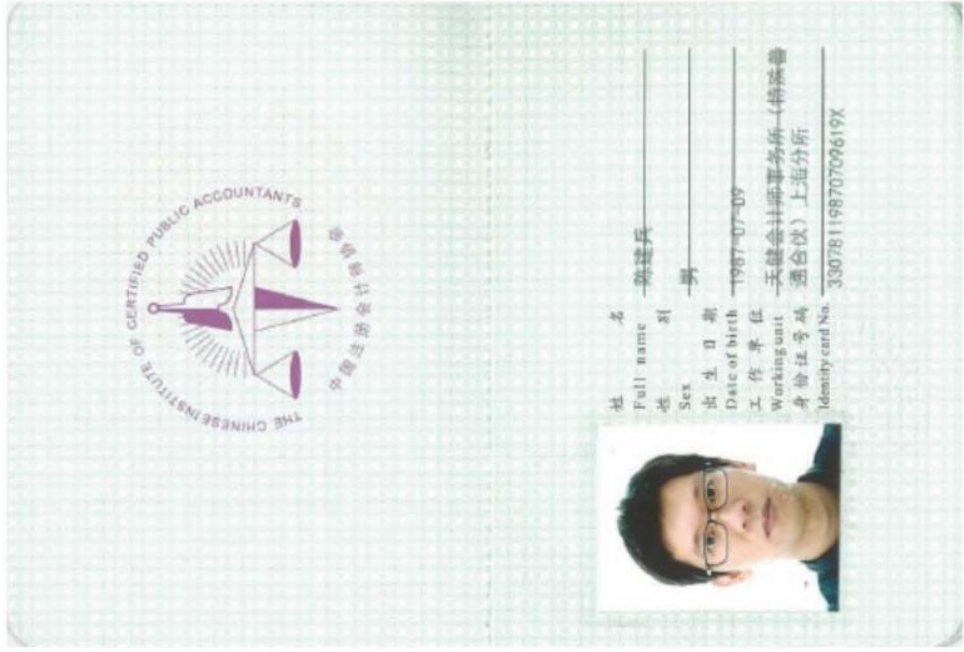 THE CHINESE INSTITUTE OF CERTIFIED PUBLIC ACCOUNTANTS
中国注册会计师协会
姓 名 陈建兵
Full name
性 别
Sex 男
出 生 日 期
Date of birth 1987-07-09
工 作 单 位
Working unit 天健会计师事务所（特殊普
通合伙）上海分所
身 份 证 号 码
Identity card No. 33078119870709619X